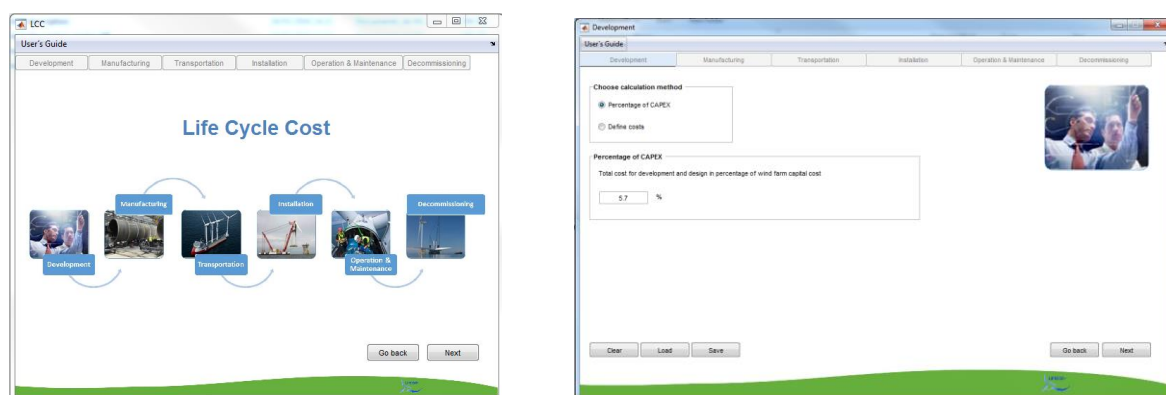 LCC
User's Guide
Development Manufacturing Transportation Installation Operation & Maintenance Decommissioning
Life Cycle Cost
Manufacturing Installation Decommissioning
Development Transportation Operation & Maintenance
Go back Next
Development
User's Guide
Development Manufacturing Transportation Installation Operation & Maintenance Decommissioning
Choose calculation method
Percentage of CAPEX
Define costs
Percentage of CAPEX
Total cost for development and design in percentage of wind farm capital cost
5.7 %
Clear Load Save Go back Next